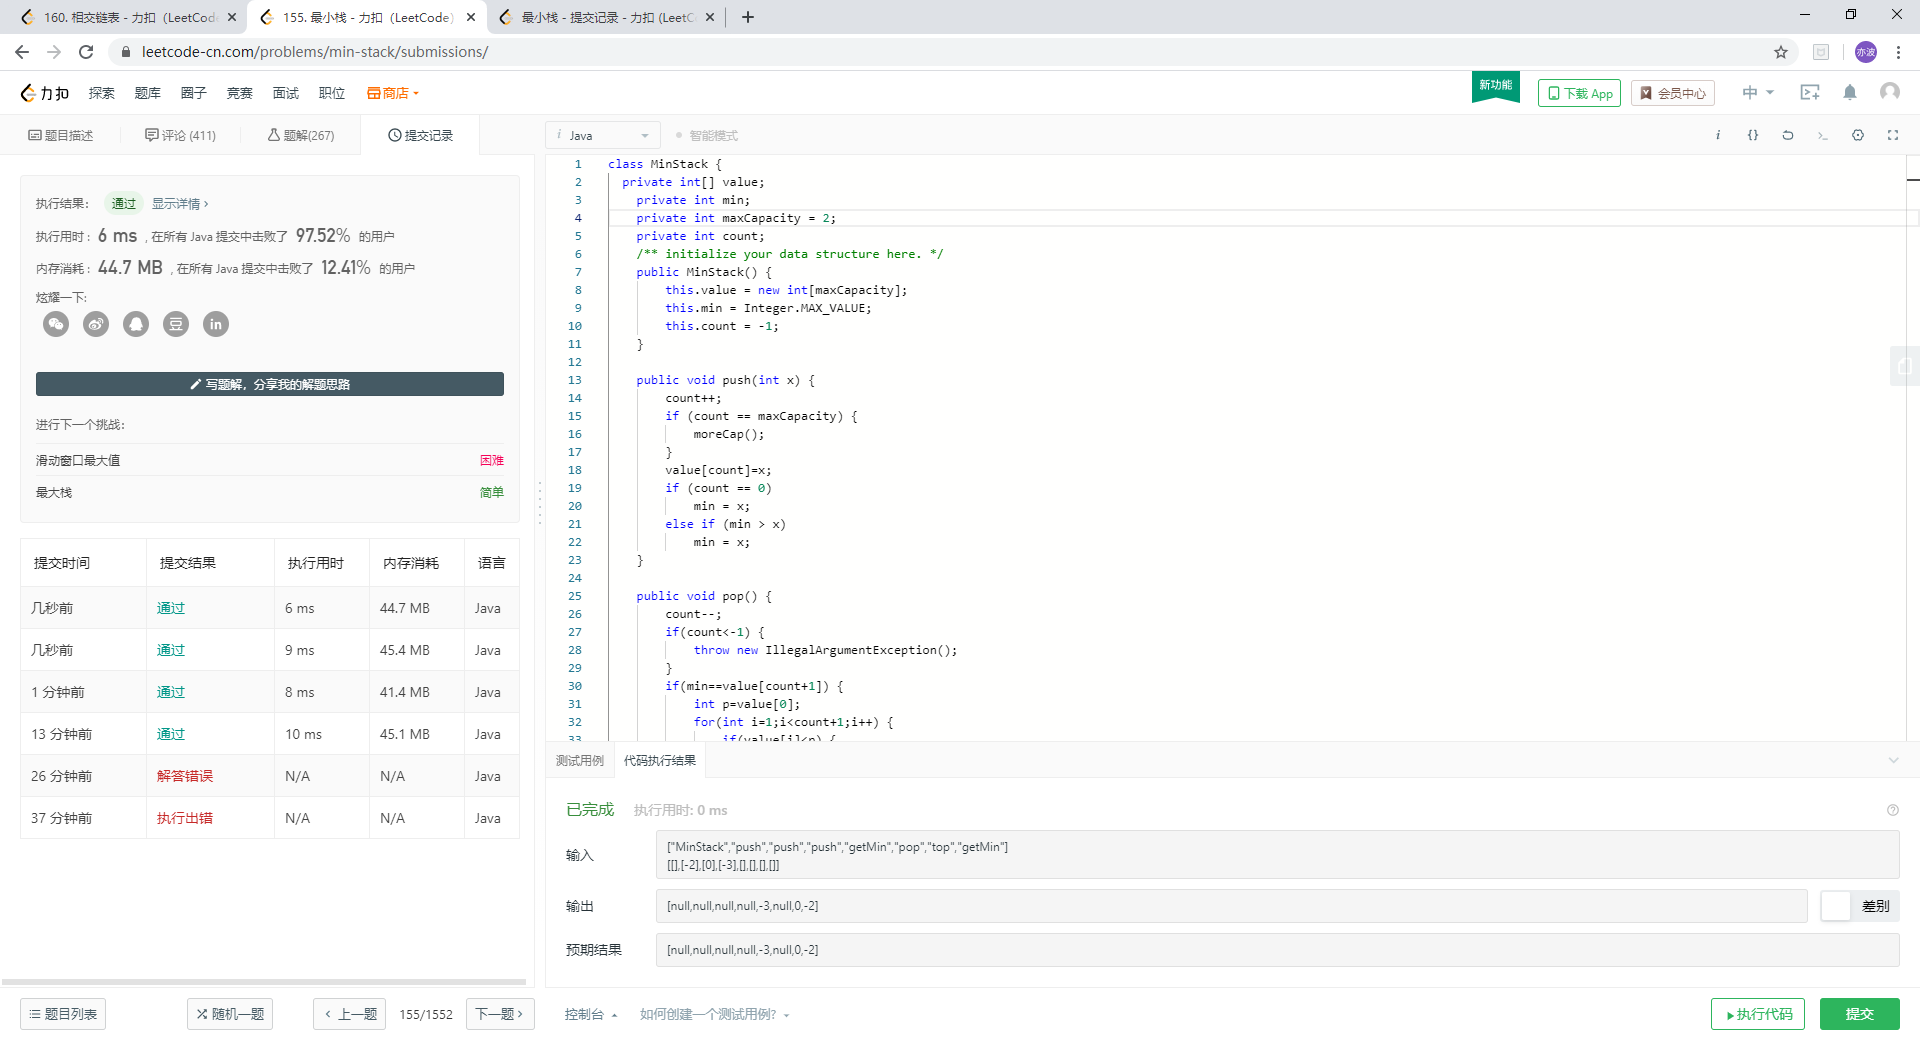 160. 相交链表 - 力扣（LeetCode
155. 最小栈 - 力扣（LeetCode）
最小栈 - 提交记录 - 力扣 (LeetC
leetcode-cn.com/problems/min-stack/submissions/
亦波
力扣
探索
题库
圈子
竞赛
面试
职位
商店
新功能
下载 App
会员中心
中
题目描述
评论 (411)
题解(267)
提交记录
i Java
智能模式
执行结果：
通过
显示详情 ›
执行用时 : 6 ms , 在所有 Java 提交中击败了 97.52% 的用户
内存消耗 : 44.7 MB , 在所有 Java 提交中击败了 12.41% 的用户
炫耀一下:
豆
in
写题解，分享我的解题思路
进行下一个挑战：
滑动窗口最大值 困难
最大栈 简单
提交时间 提交结果 执行用时 内存消耗 语言
几秒前 通过 6 ms 44.7 MB Java
几秒前 通过 9 ms 45.4 MB Java
1 分钟前 通过 8 ms 41.4 MB Java
13 分钟前 通过 10 ms 45.1 MB Java
26 分钟前 解答错误 N/A N/A Java
37 分钟前 执行出错 N/A N/A Java
1 class MinStack {
2 private int[] value;
3 private int min;
4 private int maxCapacity = 2;
5 private int count;
6 /** initialize your data structure here. */
7 public MinStack() {
8 this.value = new int[maxCapacity];
9 this.min = Integer.MAX_VALUE;
10 this.count = -1;
11 }
12
13 public void push(int x) {
14 count++;
15 if (count == maxCapacity) {
16 moreCap();
17 }
18 value[count]=x;
19 if (count == 0)
20 min = x;
21 else if (min > x)
22 min = x;
23 }
24
25 public void pop() {
26 count--;
27 if(count<-1) {
28 throw new IllegalArgumentException();
29 }
30 if(min==value[count+1]) {
31 int p=value[0];
32 for(int i=1;i<count+1;i++) {
33 if(value[i]<p) {
测试用例
代码执行结果
已完成
执行用时: 0 ms
输入
["MinStack","push","push","push","getMin","pop","top","getMin"]
[[],[-2],[0],[-3],[],[],[],[]]
输出
[null,null,null,null,-3,null,0,-2]
差别
预期结果
[null,null,null,null,-3,null,0,-2]
题目列表
随机一题
‹ 上一题
155/1552
下一题 ›
控制台
如何创建一个测试用例?
执行代码
提交